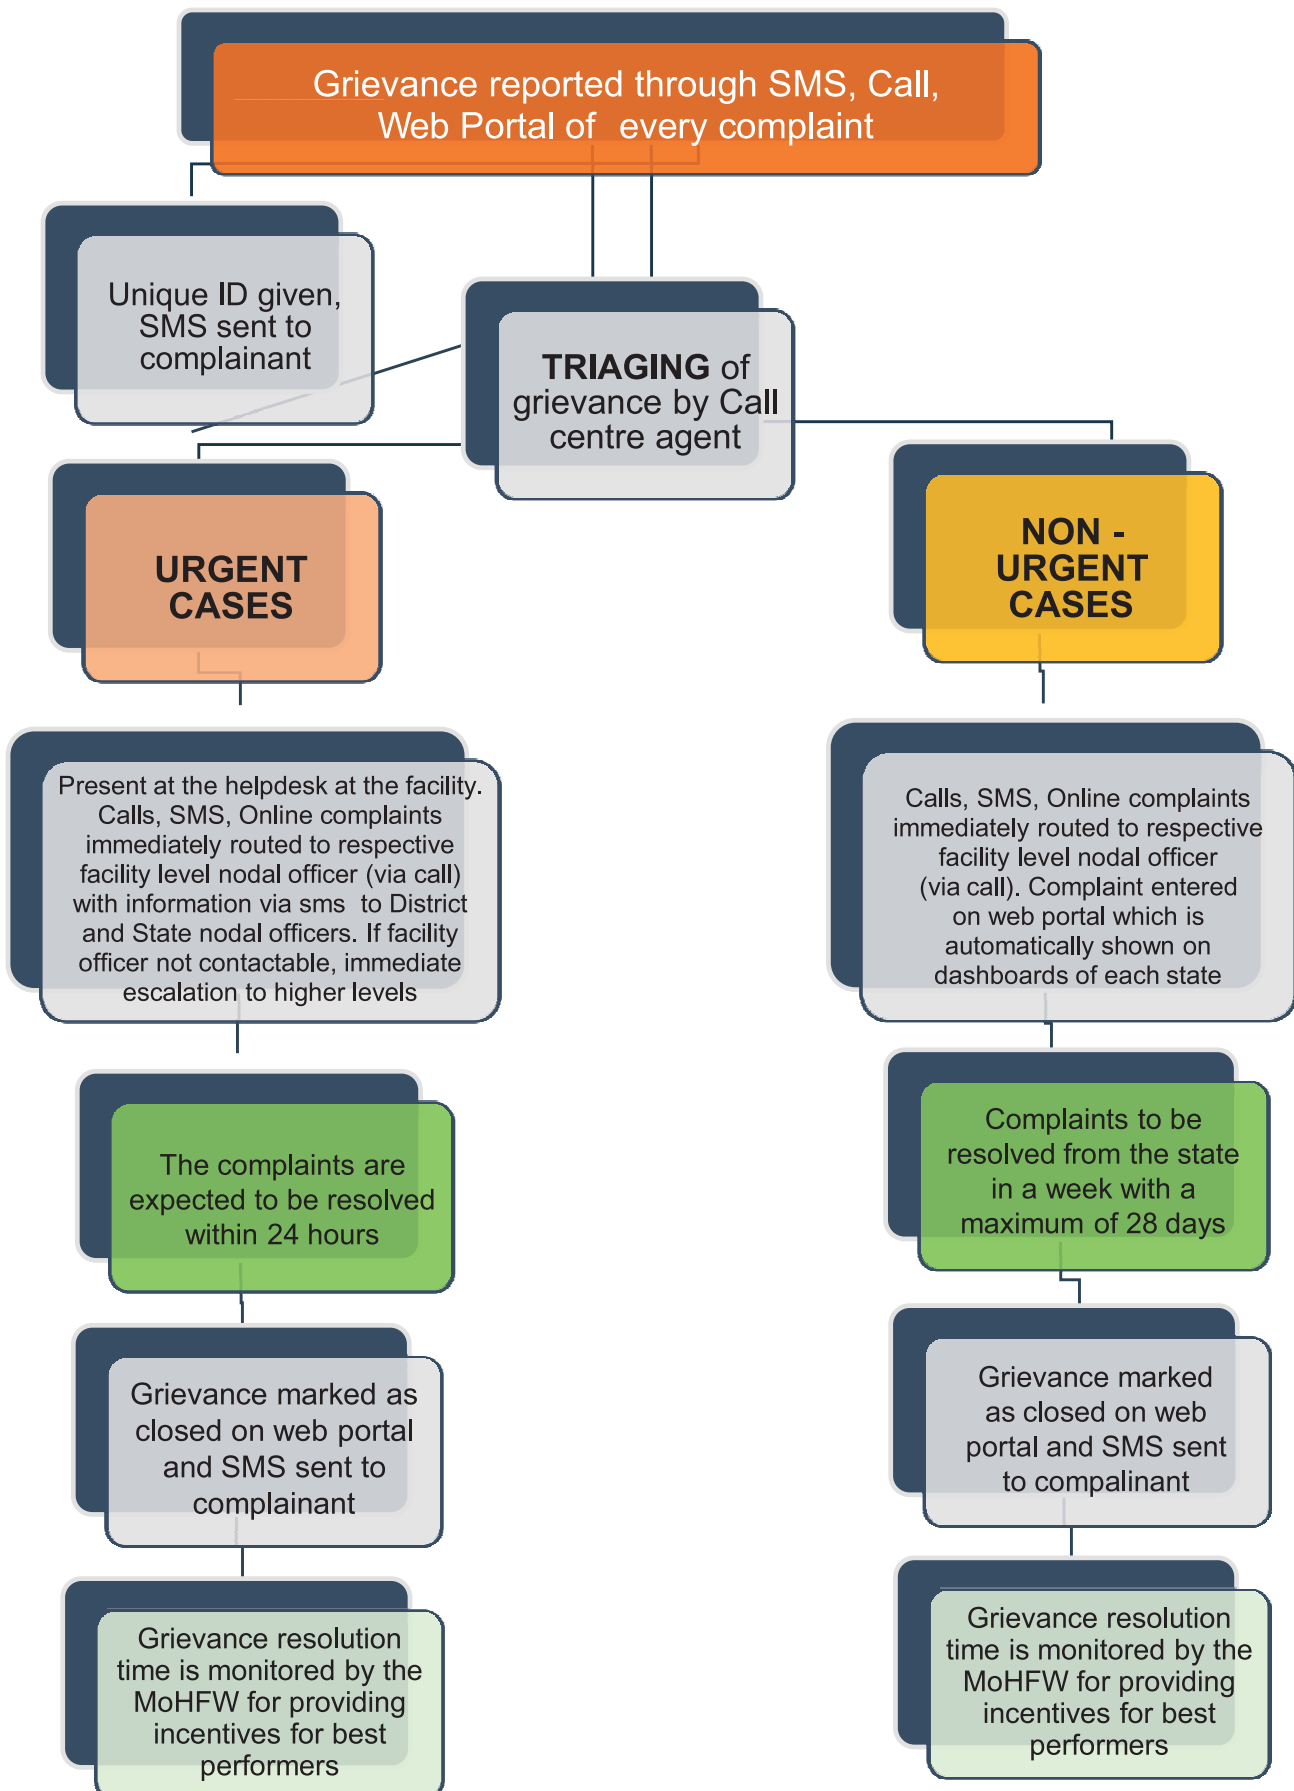 Grievance reported through SMS, Call,
Web Portal of every complaint
Unique ID given,
SMS sent to
complainant
TRIAGING of
grievance by Call
centre agent
URGENT
CASES
NON -
URGENT
CASES
Present at the helpdesk at the facility.
Calls, SMS, Online complaints
immediately routed to respective
facility level nodal officer (via call)
with information via sms to District
and State nodal officers. If facility
officer not contactable, immediate
escalation to higher levels
Calls, SMS, Online complaints
immediately routed to respective
facility level nodal officer
(via call). Complaint entered
on web portal which is
automatically shown on
dashboards of each state
The complaints are
expected to be resolved
within 24 hours
Complaints to be
resolved from the state
in a week with a
maximum of 28 days
Grievance marked as
closed on web portal
and SMS sent to
complainant
Grievance marked
as closed on web
portal and SMS sent
to compalinant
Grievance resolution
time is monitored by the
MoHFW for providing
incentives for best
performers
Grievance resolution
time is monitored by the
MoHFW for providing
incentives for best
performers